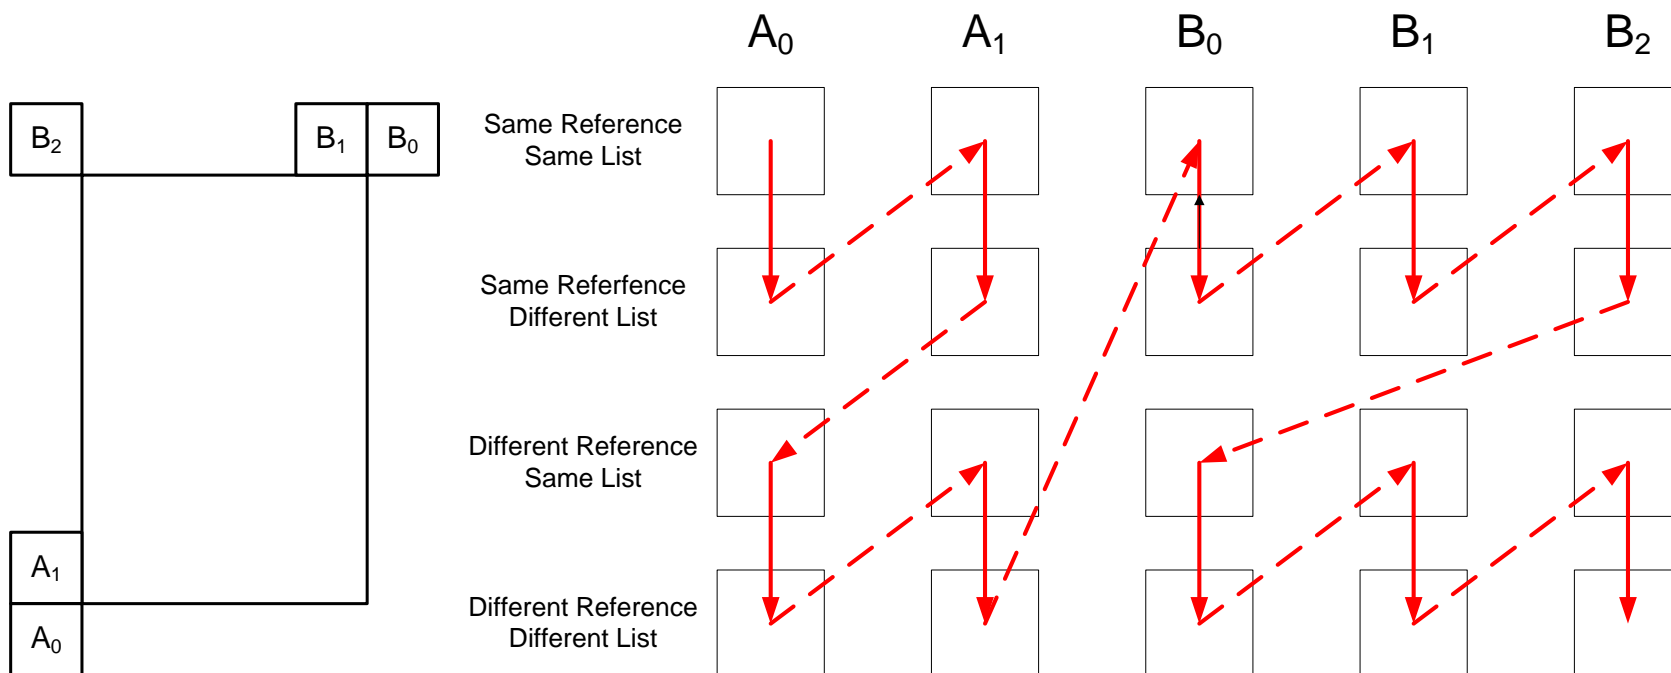 A0 A1 B0 B1 B2
B2 B1 B0
Same Reference
Same List
Same Referfence
Different List
Different Reference
Same List
A1
A0
Different Reference
Different List